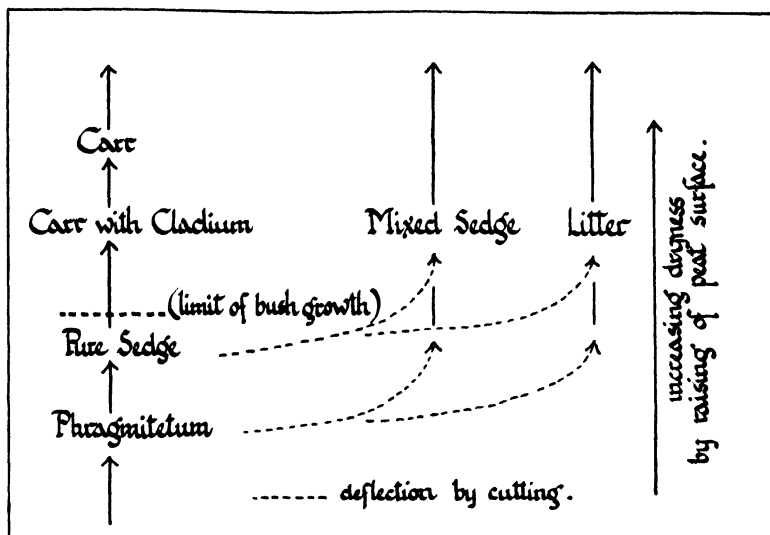 Carr
Carr with Cladium
Mixed Sedge
Litter
(limit of bush growth)
Pure Sedge
Phragmitetum
deflection by cutting.
increasing dryness
by raising of peat surface.